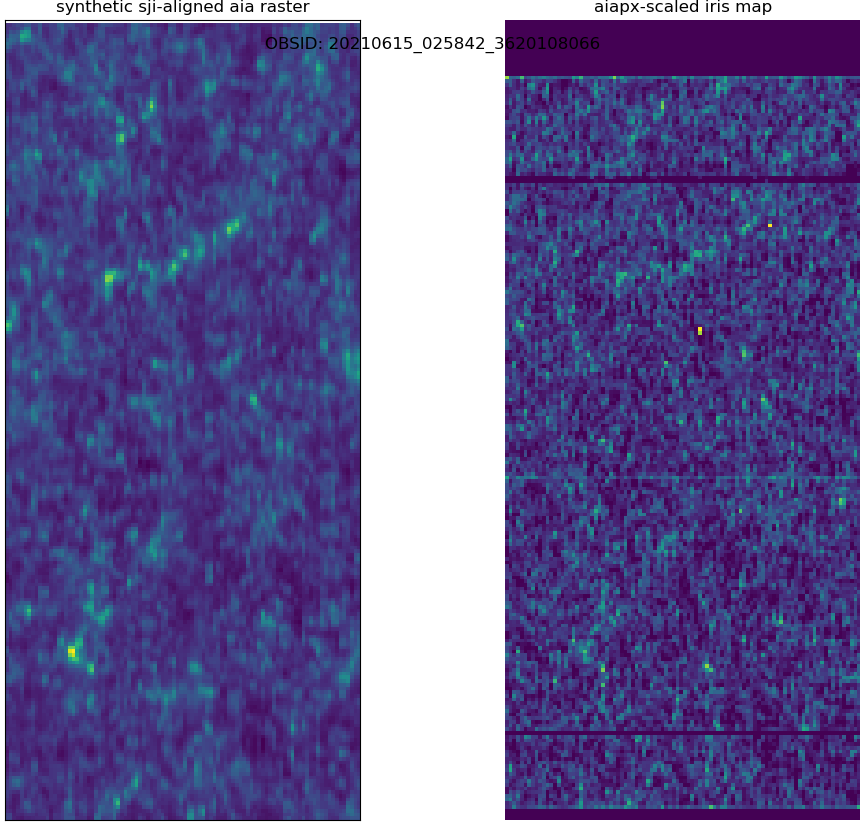 synthetic sji-aligned aia raster
aiapx-scaled iris map
OBSID: 20210615_025842_3620108066